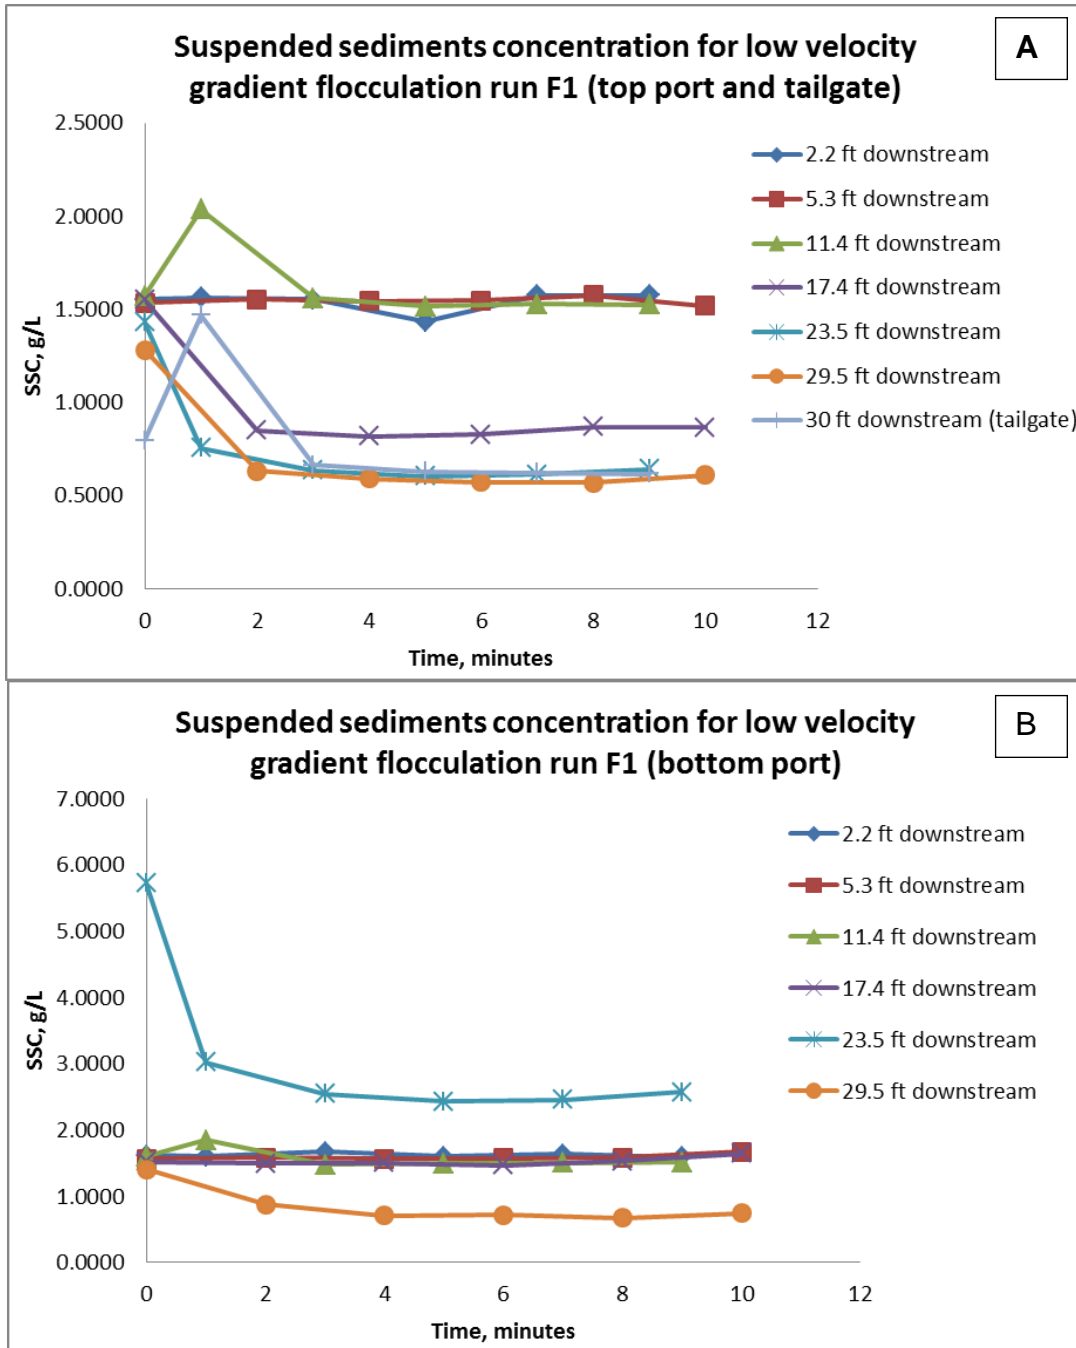 Suspended sediments concentration for low velocity
gradient flocculation run F1 (top port and tailgate)
A
2.5000
2.0000
1.5000
1.0000
0.5000
0.0000
SSC, g/L
0 2 4 6 8 10 12
Time, minutes
2.2 ft downstream
5.3 ft downstream
11.4 ft downstream
17.4 ft downstream
23.5 ft downstream
29.5 ft downstream
30 ft downstream (tailgate)
Suspended sediments concentration for low velocity
gradient flocculation run F1 (bottom port)
B
7.0000
6.0000
5.0000
4.0000
3.0000
2.0000
1.0000
0.0000
SSC, g/L
0 2 4 6 8 10 12
Time, minutes
2.2 ft downstream
5.3 ft downstream
11.4 ft downstream
17.4 ft downstream
23.5 ft downstream
29.5 ft downstream